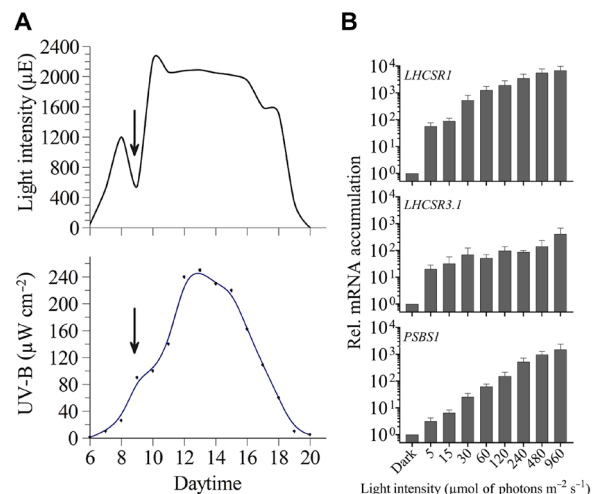 A
Light intensity (µE)
2400
2000
1600
1200
800
400
0
UV-B (µW cm⁻²)
240
200
160
120
80
40
0
6 8 10 12 14 16 18 20
Daytime
B
Rel. mRNA accumulation
LHCSR1
10⁴
10³
10²
10¹
10⁰
LHCSR3.1
10⁴
10³
10²
10¹
10⁰
PSBS1
10⁴
10³
10²
10¹
10⁰
Dark 5 15 30 60 120 240 480 960
Light intensity (µmol of photons m⁻² s⁻¹)